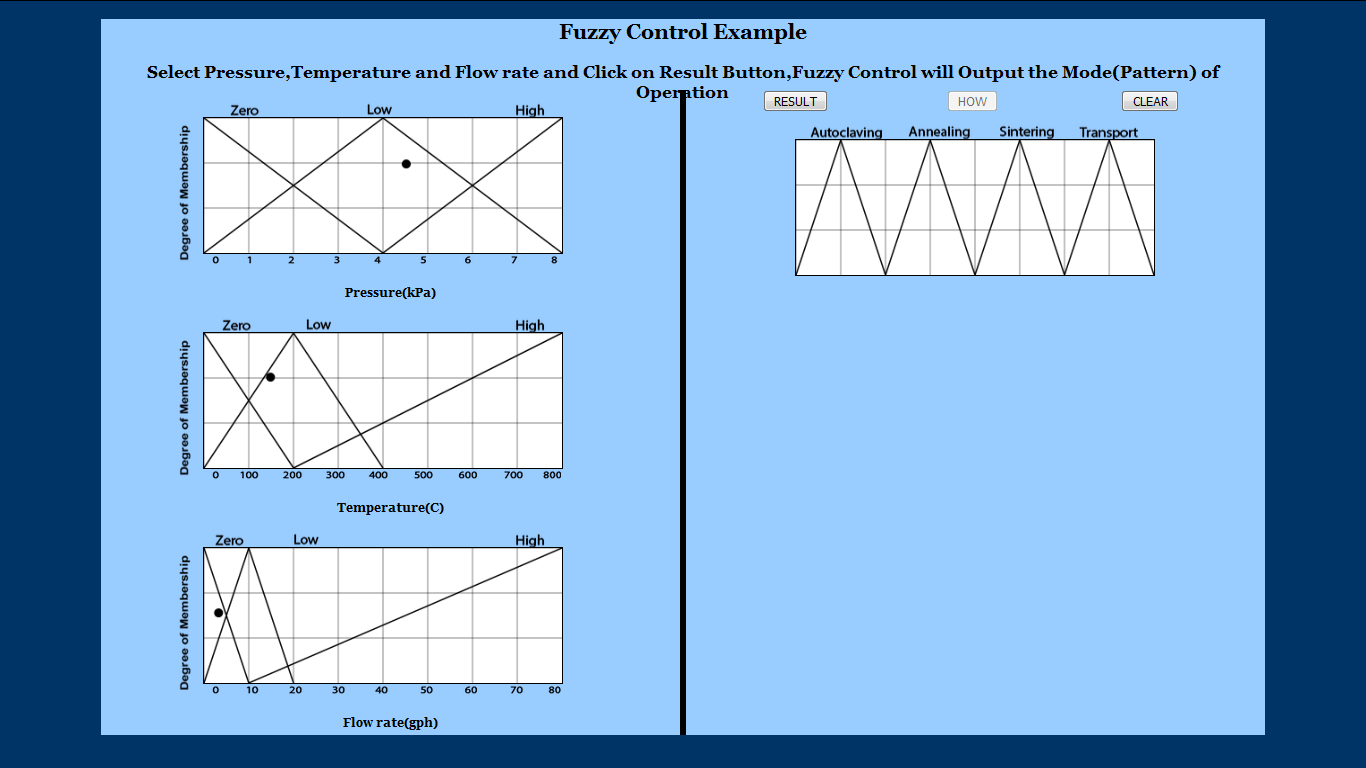 Fuzzy Control Example
Select Pressure,Temperature and Flow rate and Click on Result Button,Fuzzy Control will Output the Mode(Pattern) of
Operation
Zero Low High
Degree of Membership
0 1 2 3 4 5 6 7 8
Pressure(kPa)
Zero Low High
Degree of Membership
0 100 200 300 400 500 600 700 800
Temperature(C)
Zero Low High
Degree of Membership
0 10 20 30 40 50 60 70 80
Flow rate(gph)
RESULT HOW CLEAR
Autoclaving Annealing Sintering Transport